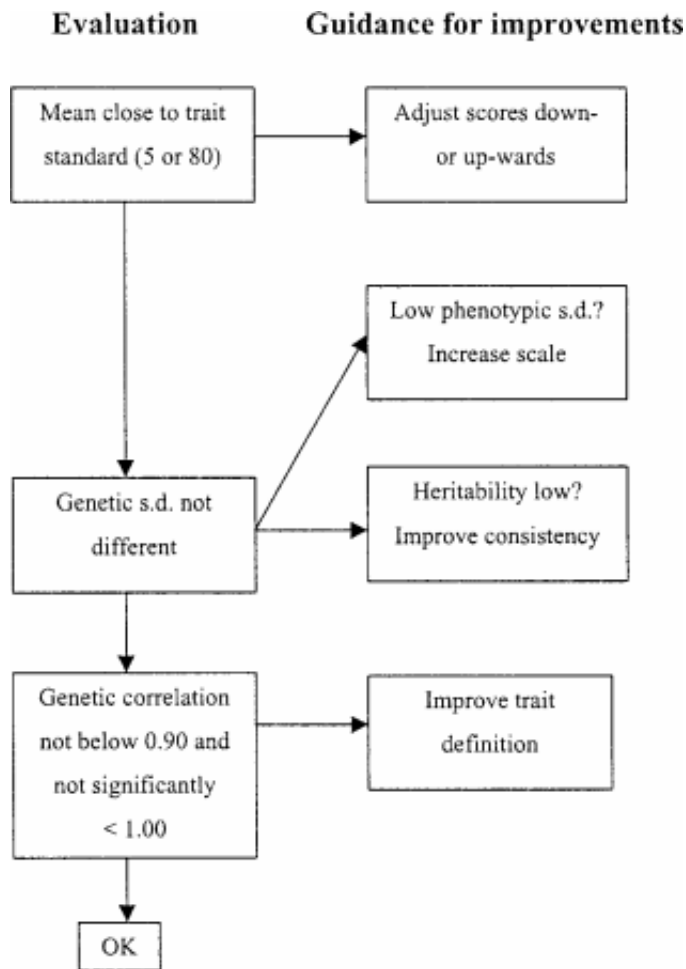 Evaluation
Guidance for improvements
Mean close to trait
standard (5 or 80)
Adjust scores down-
or up-wards
Low phenotypic s.d.?
Increase scale
Genetic s.d. not
different
Heritability low?
Improve consistency
Genetic correlation
not below 0.90 and
not significantly
< 1.00
Improve trait
definition
OK